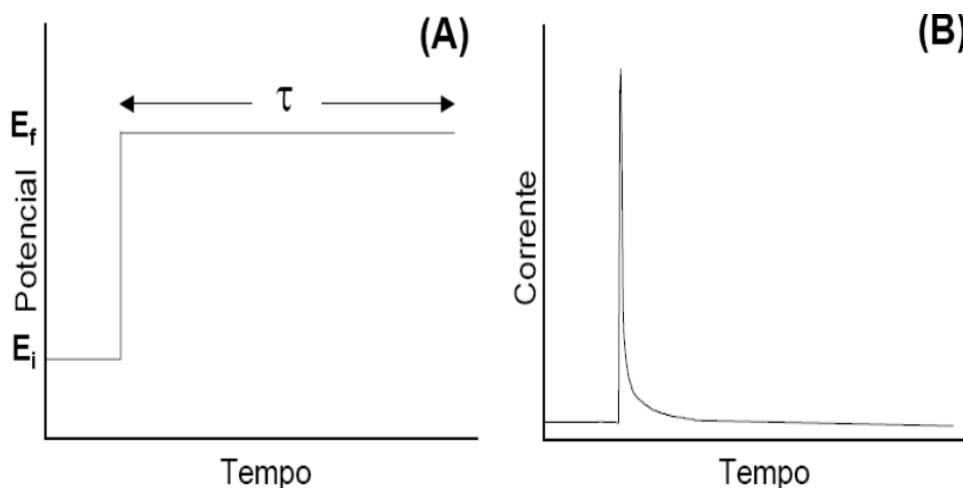 (A)
τ
E_f
Potencial
E_i
Tempo
(B)
Corrente
Tempo